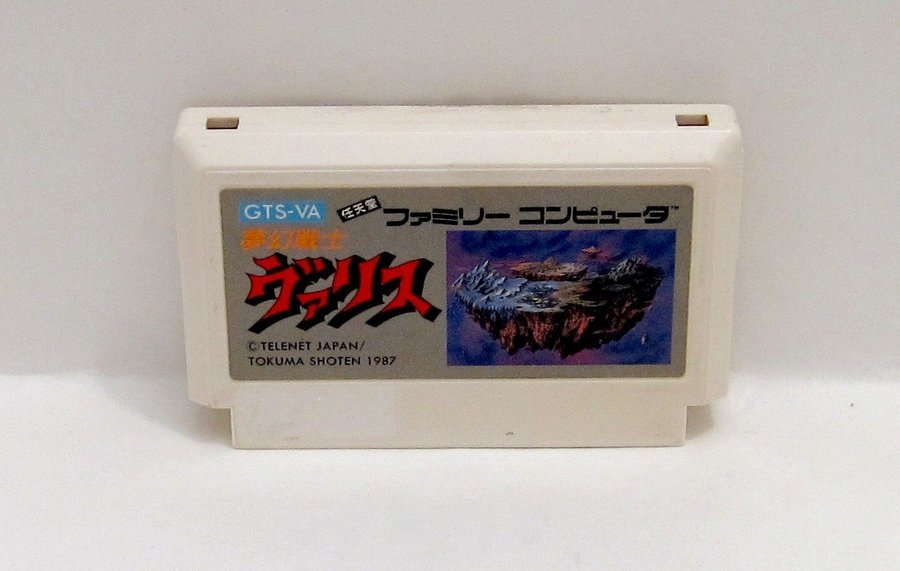 GTS-VA
任天堂 ファミリー コンピュータ™
夢幻戦士
ヴァリス
© TELENET JAPAN/
TOKUMA SHOTEN 1987